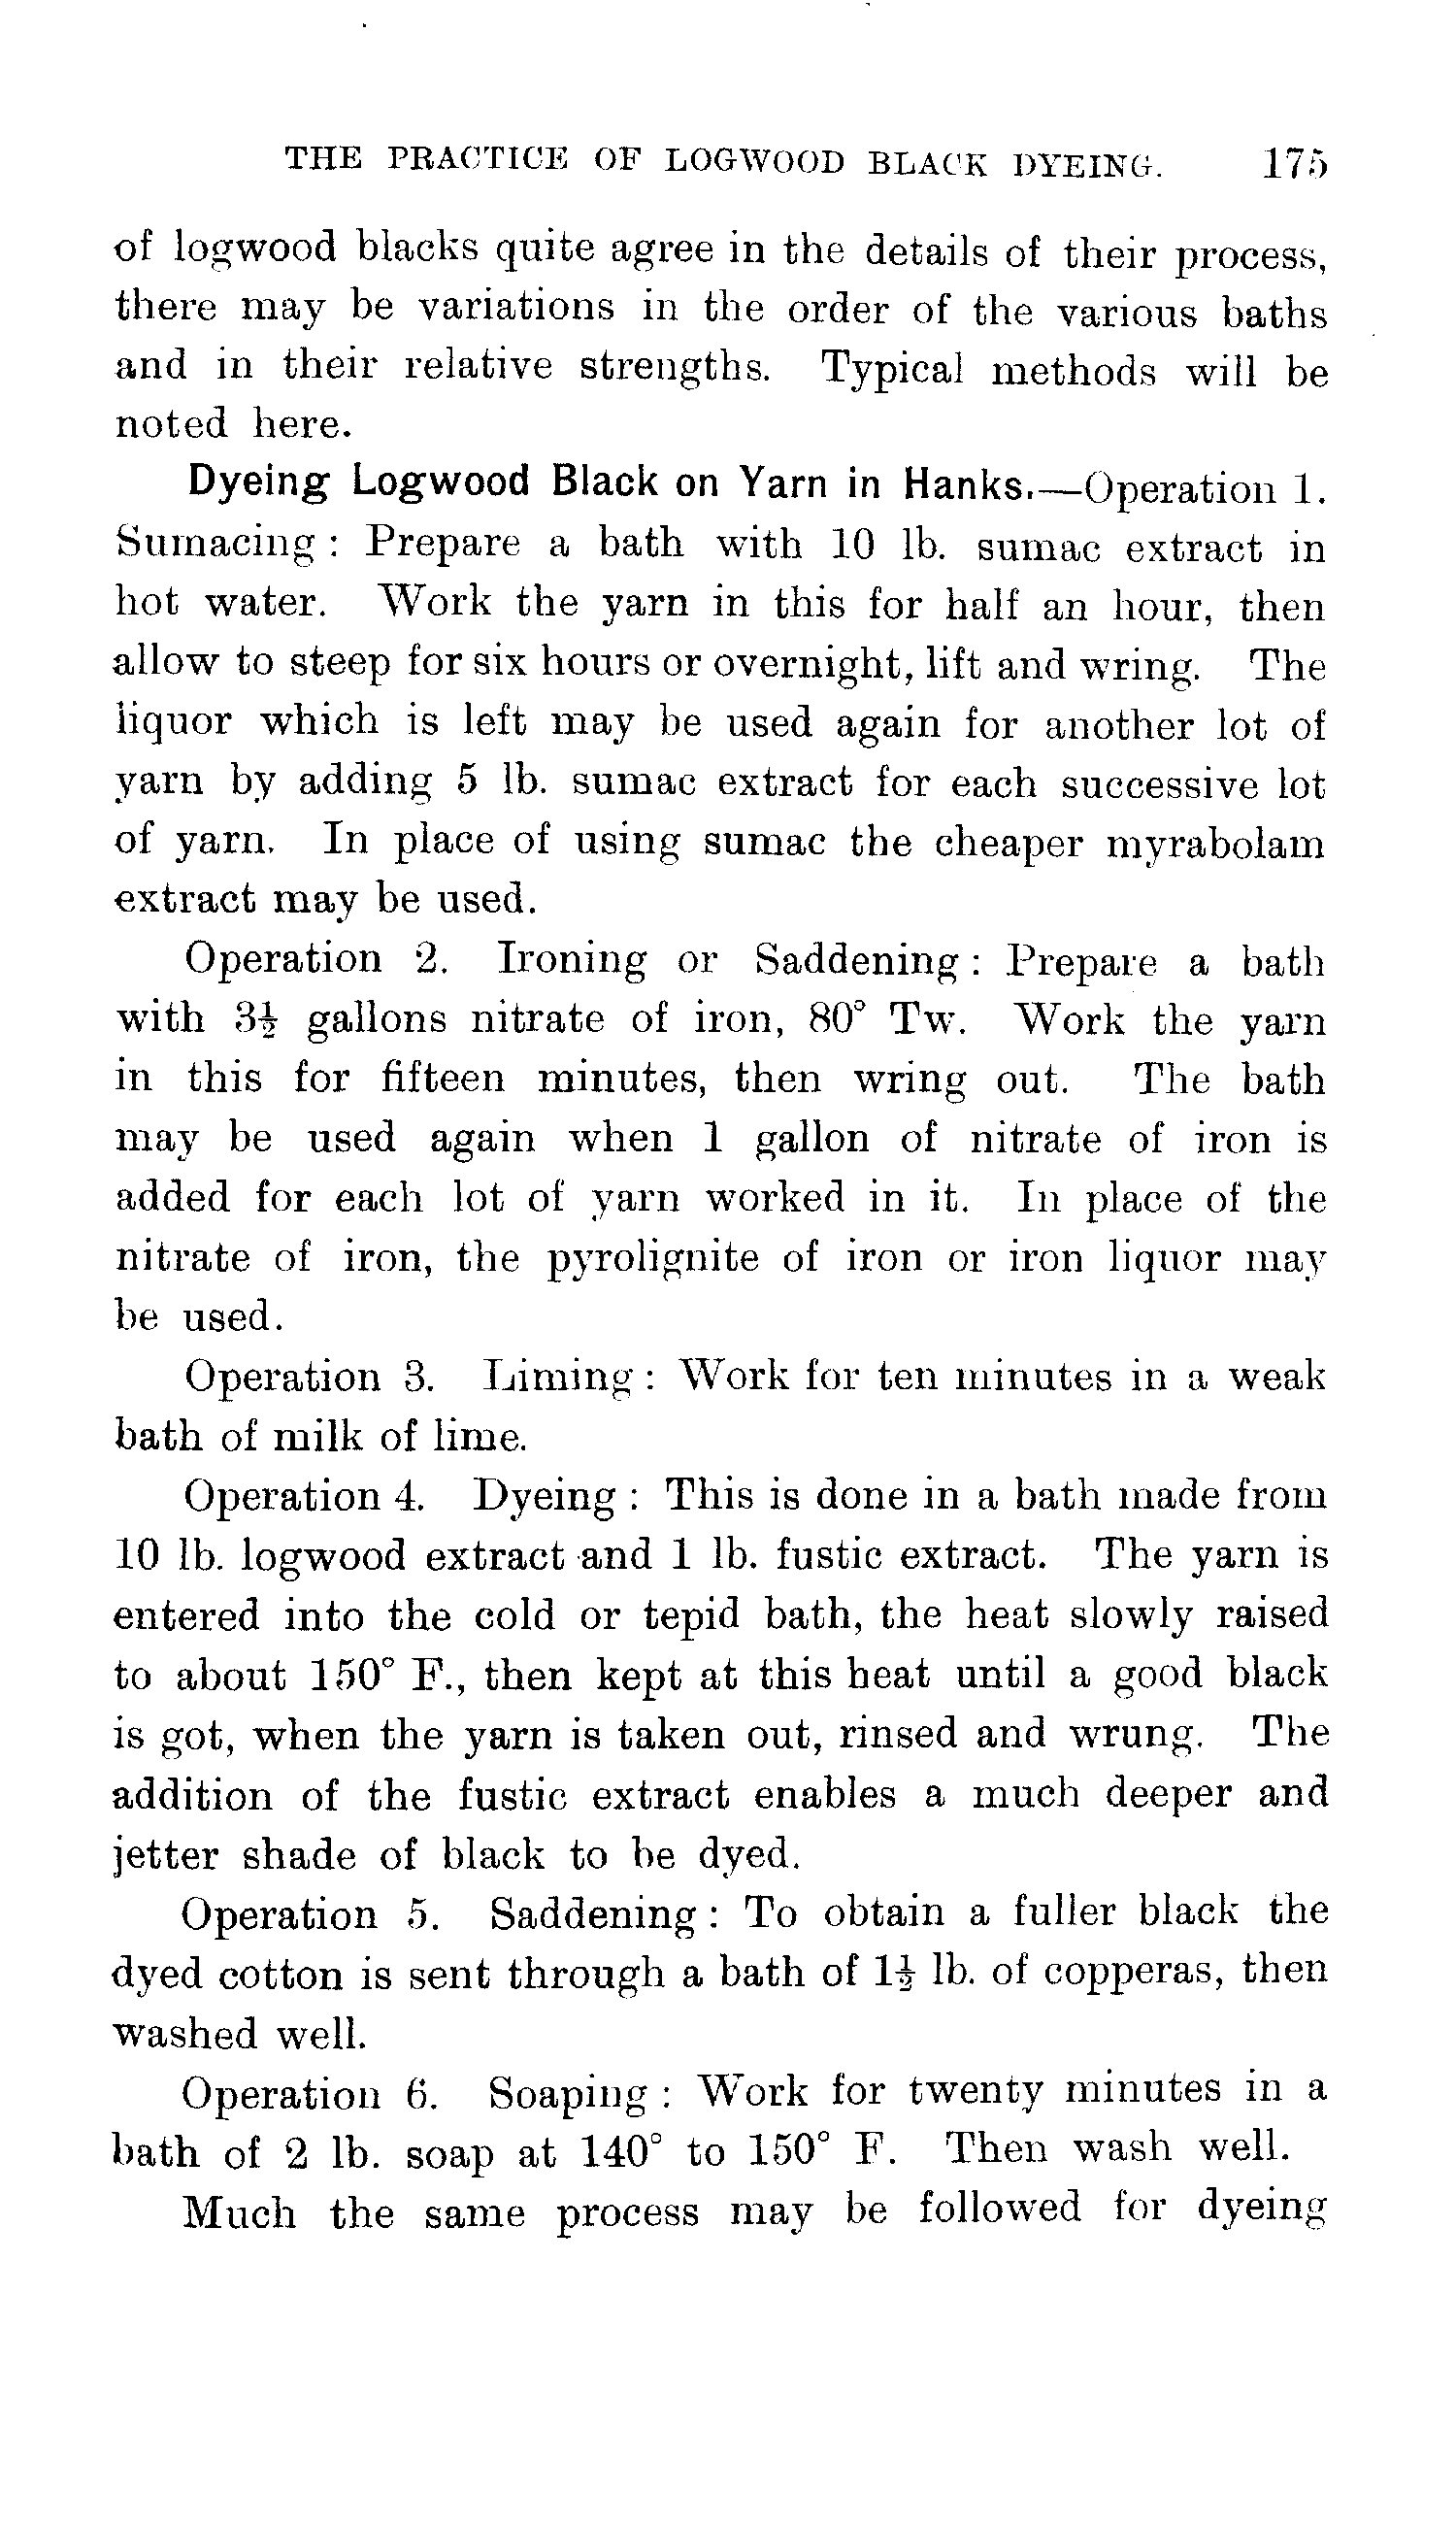 THE PRACTICE OF LOGWOOD BLACK DYEING. 175
of logwood blacks quite agree in the details of their process,
there may be variations in the order of the various baths
and in their relative strengths. Typical methods will be
noted here.
Dyeing Logwood Black on Yarn in Hanks.—Operation 1.
Sumacing : Prepare a bath with 10 lb. sumac extract in
hot water. Work the yarn in this for half an hour, then
allow to steep for six hours or overnight, lift and wring. The
liquor which is left may be used again for another lot of
yarn by adding 5 lb. sumac extract for each successive lot
of yarn. In place of using sumac the cheaper myrabolam
extract may be used.
Operation 2. Ironing or Saddening : Prepare a bath
with 3½ gallons nitrate of iron, 80° Tw. Work the yarn
in this for fifteen minutes, then wring out. The bath
may be used again when 1 gallon of nitrate of iron is
added for each lot of yarn worked in it. In place of the
nitrate of iron, the pyrolignite of iron or iron liquor may
be used.
Operation 3. Liming : Work for ten minutes in a weak
bath of milk of lime.
Operation 4. Dyeing : This is done in a bath made from
10 lb. logwood extract and 1 lb. fustic extract. The yarn is
entered into the cold or tepid bath, the heat slowly raised
to about 150° F., then kept at this heat until a good black
is got, when the yarn is taken out, rinsed and wrung. The
addition of the fustic extract enables a much deeper and
jetter shade of black to be dyed.
Operation 5. Saddening : To obtain a fuller black the
dyed cotton is sent through a bath of 1½ lb. of copperas, then
washed well.
Operation 6. Soaping : Work for twenty minutes in a
bath of 2 lb. soap at 140° to 150° F. Then wash well.
Much the same process may be followed for dyeing